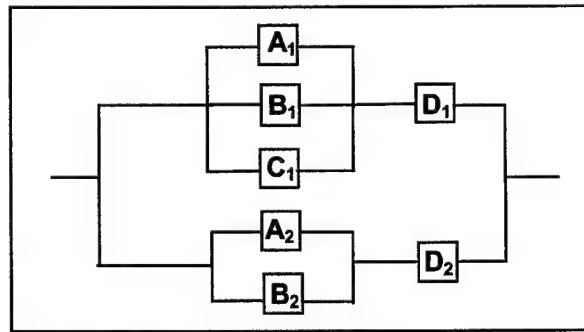 A₁
B₁
D₁
C₁
A₂
D₂
B₂